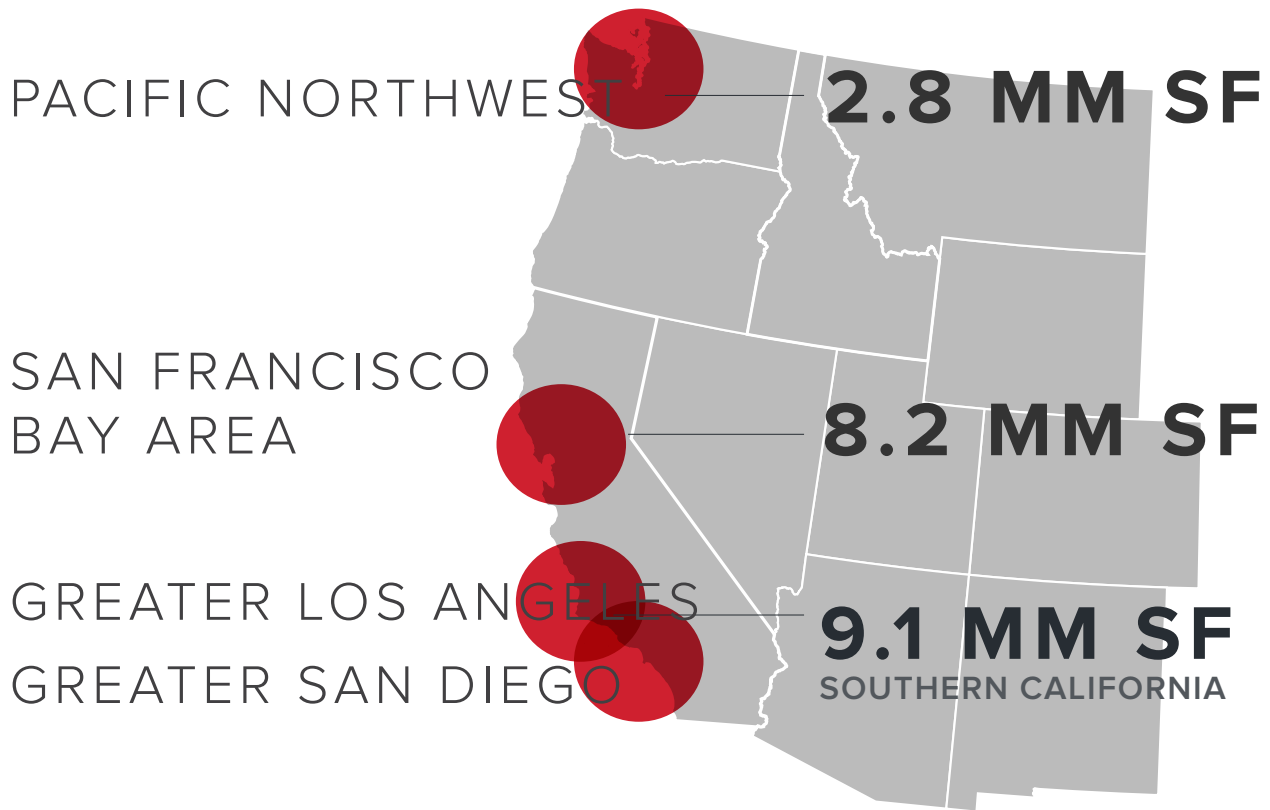 PACIFIC NORTHWEST
2.8 MM SF
SAN FRANCISCO
BAY AREA
8.2 MM SF
GREATER LOS ANGELES
GREATER SAN DIEGO
9.1 MM SF
SOUTHERN CALIFORNIA